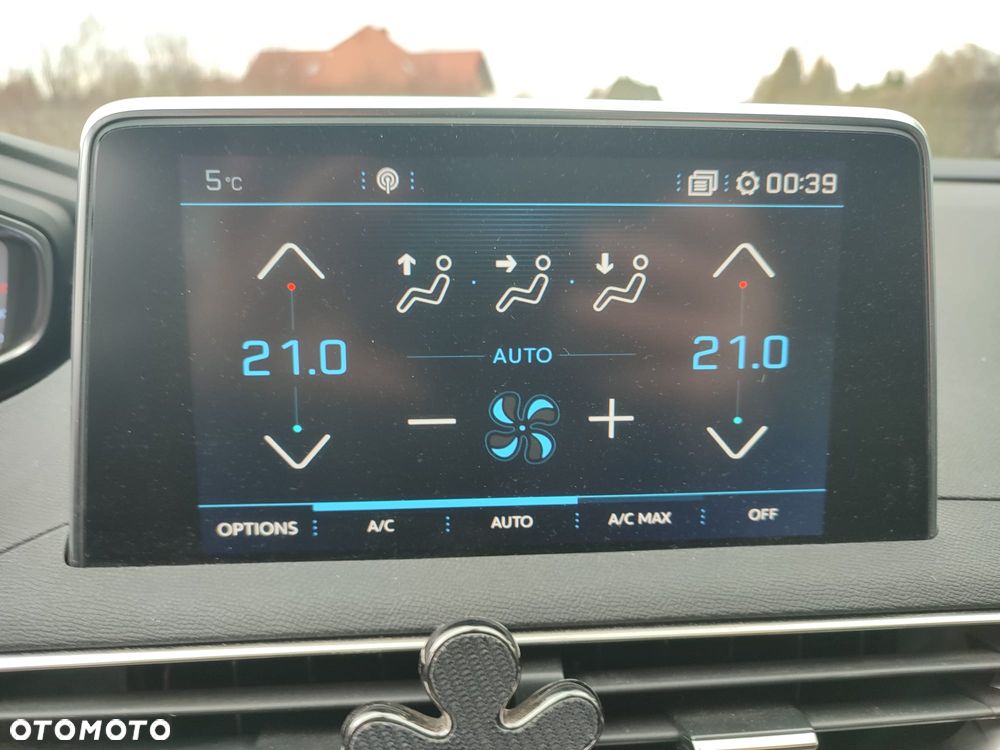 5°C 00:39
21.0 AUTO 21.0
OPTIONS A/C AUTO A/C MAX OFF
OTOMOTO